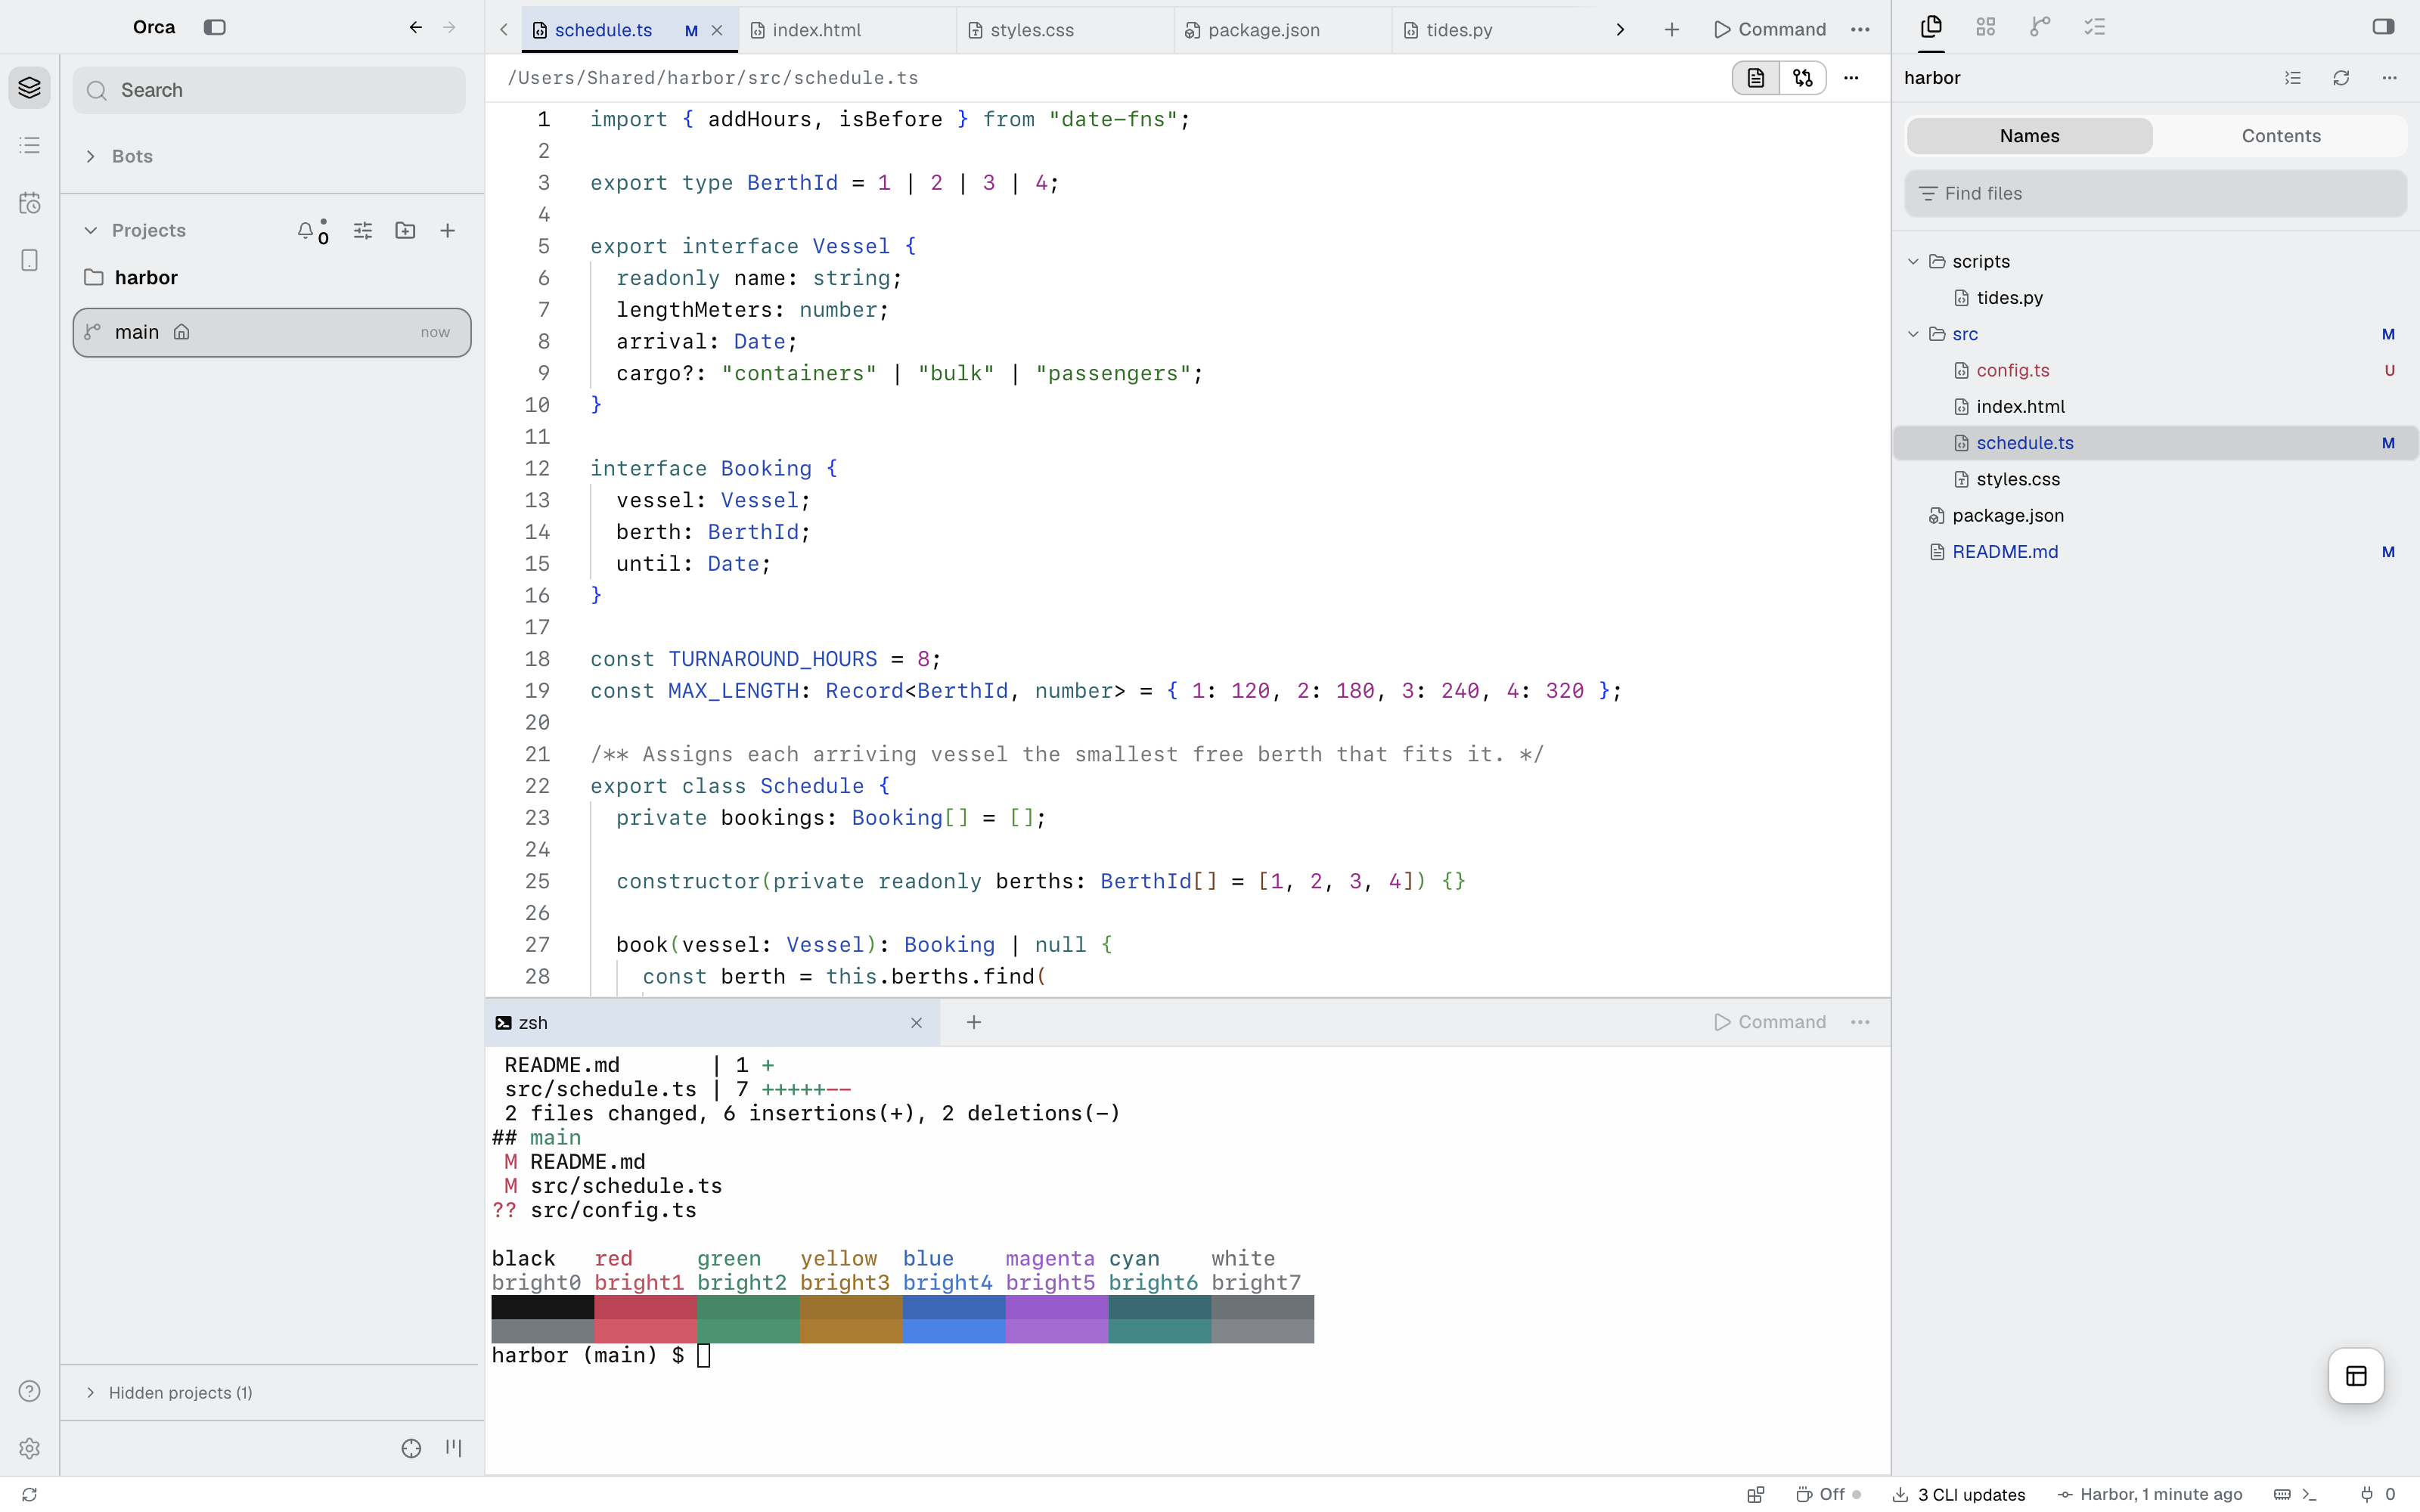 Orca
Search
Bots
Projects
0
harbor
main
now
Hidden projects (1)
schedule.ts M
index.html
styles.css
package.json
tides.py
Command
/Users/Shared/harbor/src/schedule.ts
1 import { addHours, isBefore } from "date-fns";
2
3 export type BerthId = 1 | 2 | 3 | 4;
4
5 export interface Vessel {
6 readonly name: string;
7 lengthMeters: number;
8 arrival: Date;
9 cargo?: "containers" | "bulk" | "passengers";
10 }
11
12 interface Booking {
13 vessel: Vessel;
14 berth: BerthId;
15 until: Date;
16 }
17
18 const TURNAROUND_HOURS = 8;
19 const MAX_LENGTH: Record<BerthId, number> = { 1: 120, 2: 180, 3: 240, 4: 320 };
20
21 /** Assigns each arriving vessel the smallest free berth that fits it. */
22 export class Schedule {
23 private bookings: Booking[] = [];
24
25 constructor(private readonly berths: BerthId[] = [1, 2, 3, 4]) {}
26
27 book(vessel: Vessel): Booking | null {
28 const berth = this.berths.find(
zsh
Command
README.md | 1 +
src/schedule.ts | 7 +++++--
2 files changed, 6 insertions(+), 2 deletions(-)
## main
M README.md
M src/schedule.ts
?? src/config.ts
black red green yellow blue magenta cyan white
bright0 bright1 bright2 bright3 bright4 bright5 bright6 bright7
harbor (main) $
harbor
Names
Contents
Find files
scripts
tides.py
src M
config.ts U
index.html
schedule.ts M
styles.css
package.json
README.md M
Off
3 CLI updates
Harbor, 1 minute ago
0